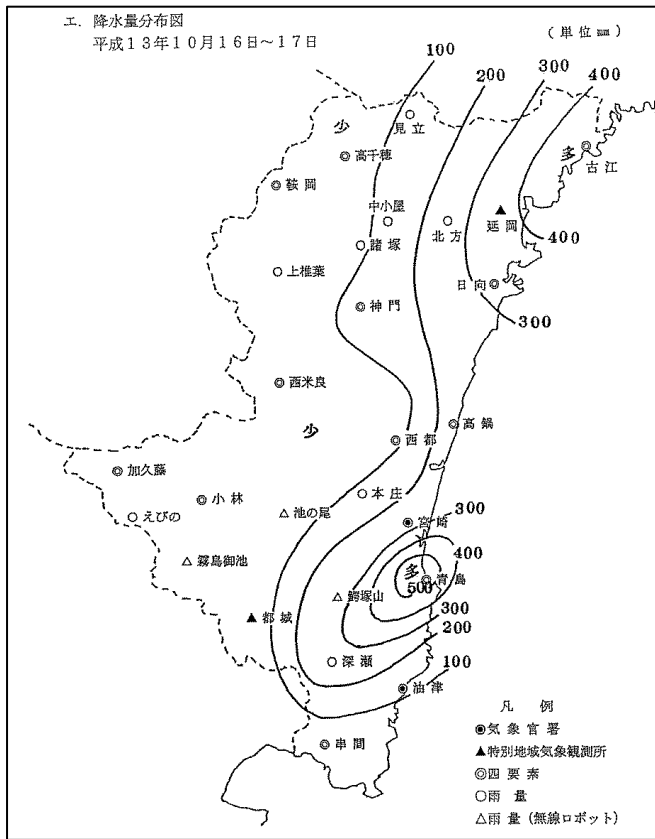 エ. 降水量分布図
平成13年10月16日～17日
(単位㎜)
100
200
300
400
少
見立
高千穂
多
古江
鞍岡
中小屋
北方
延岡
諸塚
400
上椎葉
日向
神門
300
西米良
少
高鍋
西都
加久藤
小林
本庄
池の尾
300
えびの
宮崎
400
霧島御池
多
青島
500
鰐塚山
都城
300
200
深瀬
100
油津
串間
凡例
◉気象官署
▲特別地域気象観測所
◎四要素
○雨量
△雨量(無線ロボット)